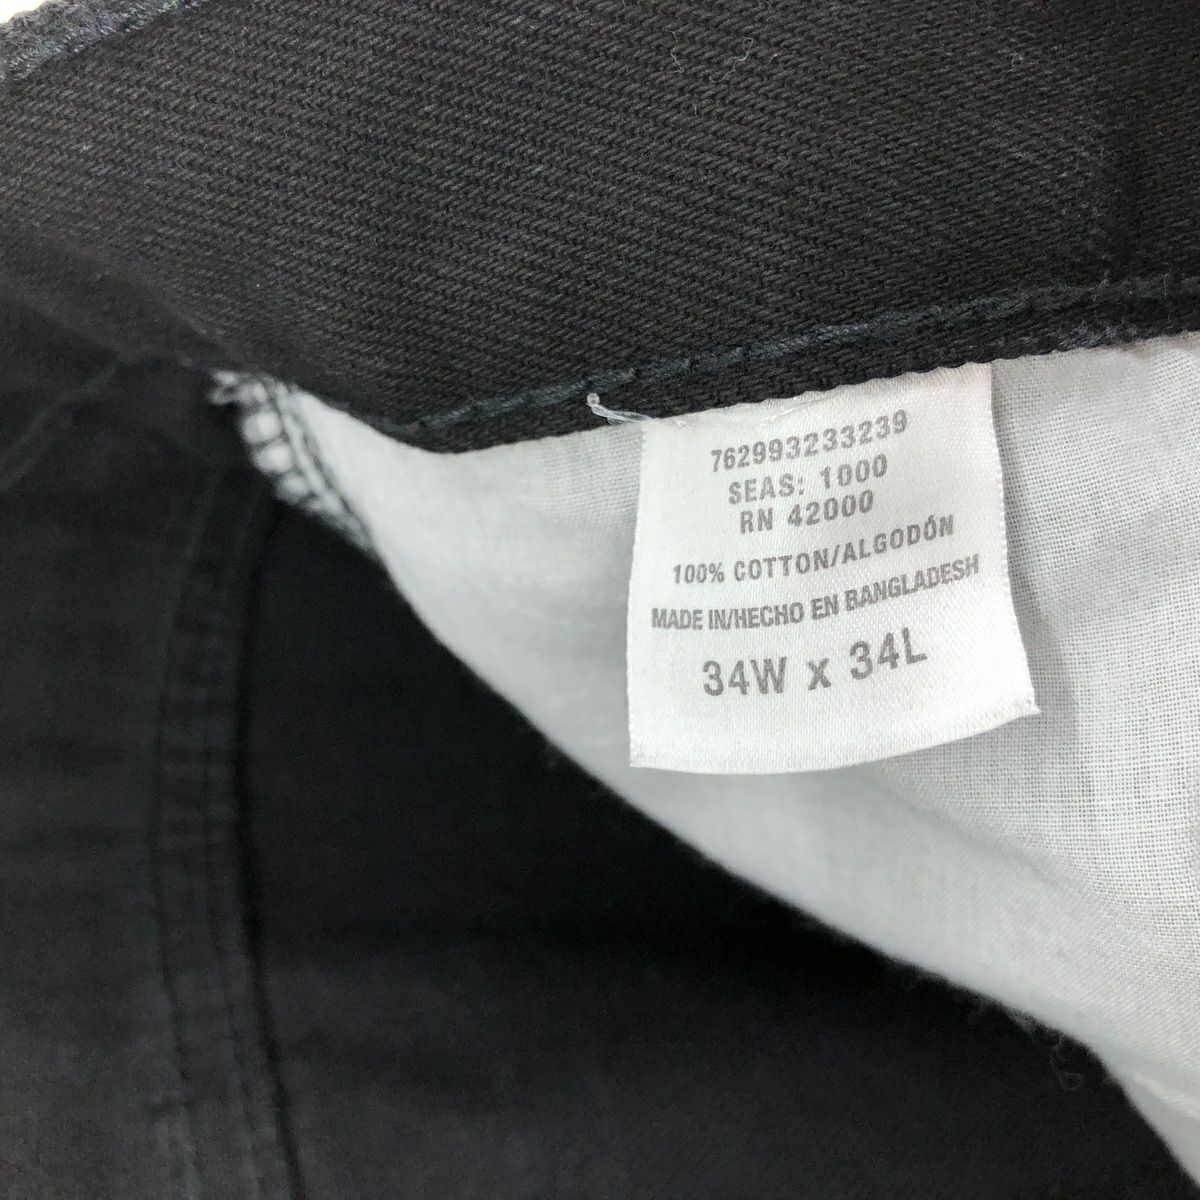 762993233239
SEAS: 1000
RN 42000
100% COTTON/ALGODÓN
MADE IN/HECHO EN BANGLADESH
34W x 34L